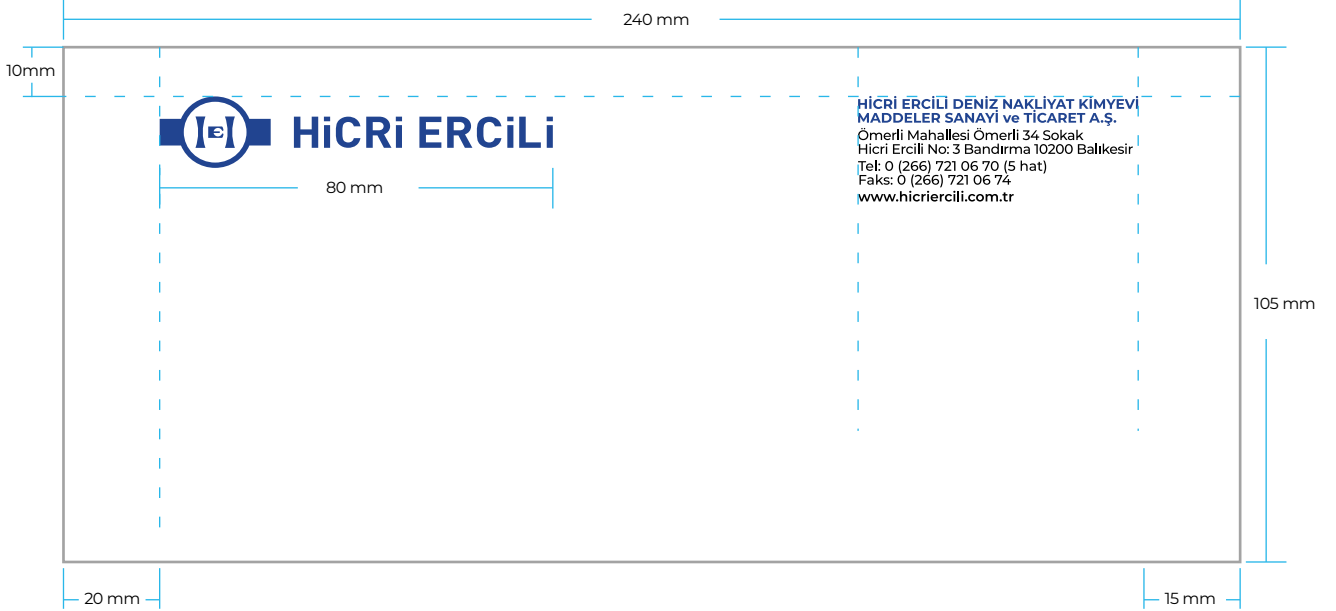 240 mm
10mm
HiCRi ERCiLi
80 mm
HİCRİ ERCİLİ DENİZ NAKLİYAT KİMYEVİ
MADDELER SANAYİ ve TİCARET A.Ş.
Ömerli Mahallesi Ömerli 34 Sokak
Hicri Ercili No: 3 Bandırma 10200 Balıkesir
Tel: 0 (266) 721 06 70 (5 hat)
Faks: 0 (266) 721 06 74
www.hicriercili.com.tr
105 mm
20 mm
15 mm